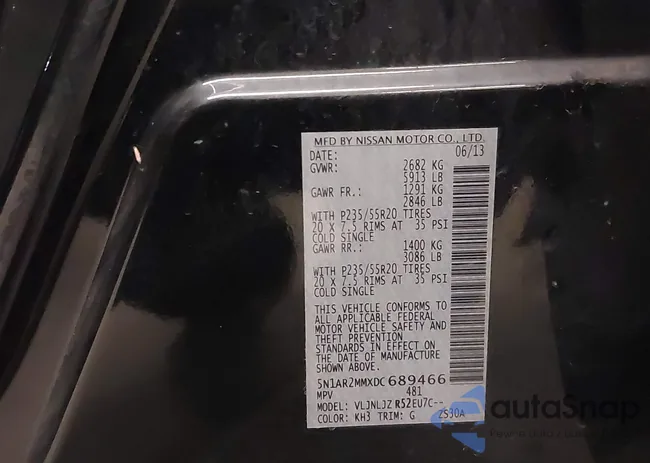 MFD BY NISSAN MOTOR CO., LTD.
DATE: 06/13
GVWR: 2682 KG
5913 LB
GAWR FR.: 1291 KG
2846 LB
WITH P235/55R20 TIRES
20 X 7.5 RIMS AT 35 PSI
COLD SINGLE
GAWR RR.: 1400 KG
3086 LB
WITH P235/55R20 TIRES
20 X 7.5 RIMS AT 35 PSI
COLD SINGLE
THIS VEHICLE CONFORMS TO
ALL APPLICABLE FEDERAL
MOTOR VEHICLE SAFETY AND
THEFT PREVENTION
STANDARDS IN EFFECT ON
THE DATE OF MANUFACTURE
SHOWN ABOVE.
5N1AR2MMXDC689466
MPV 481
MODEL: VLJNLJZ R52EU7C--
COLOR: KH3 TRIM: G 2S30A
autoSnap